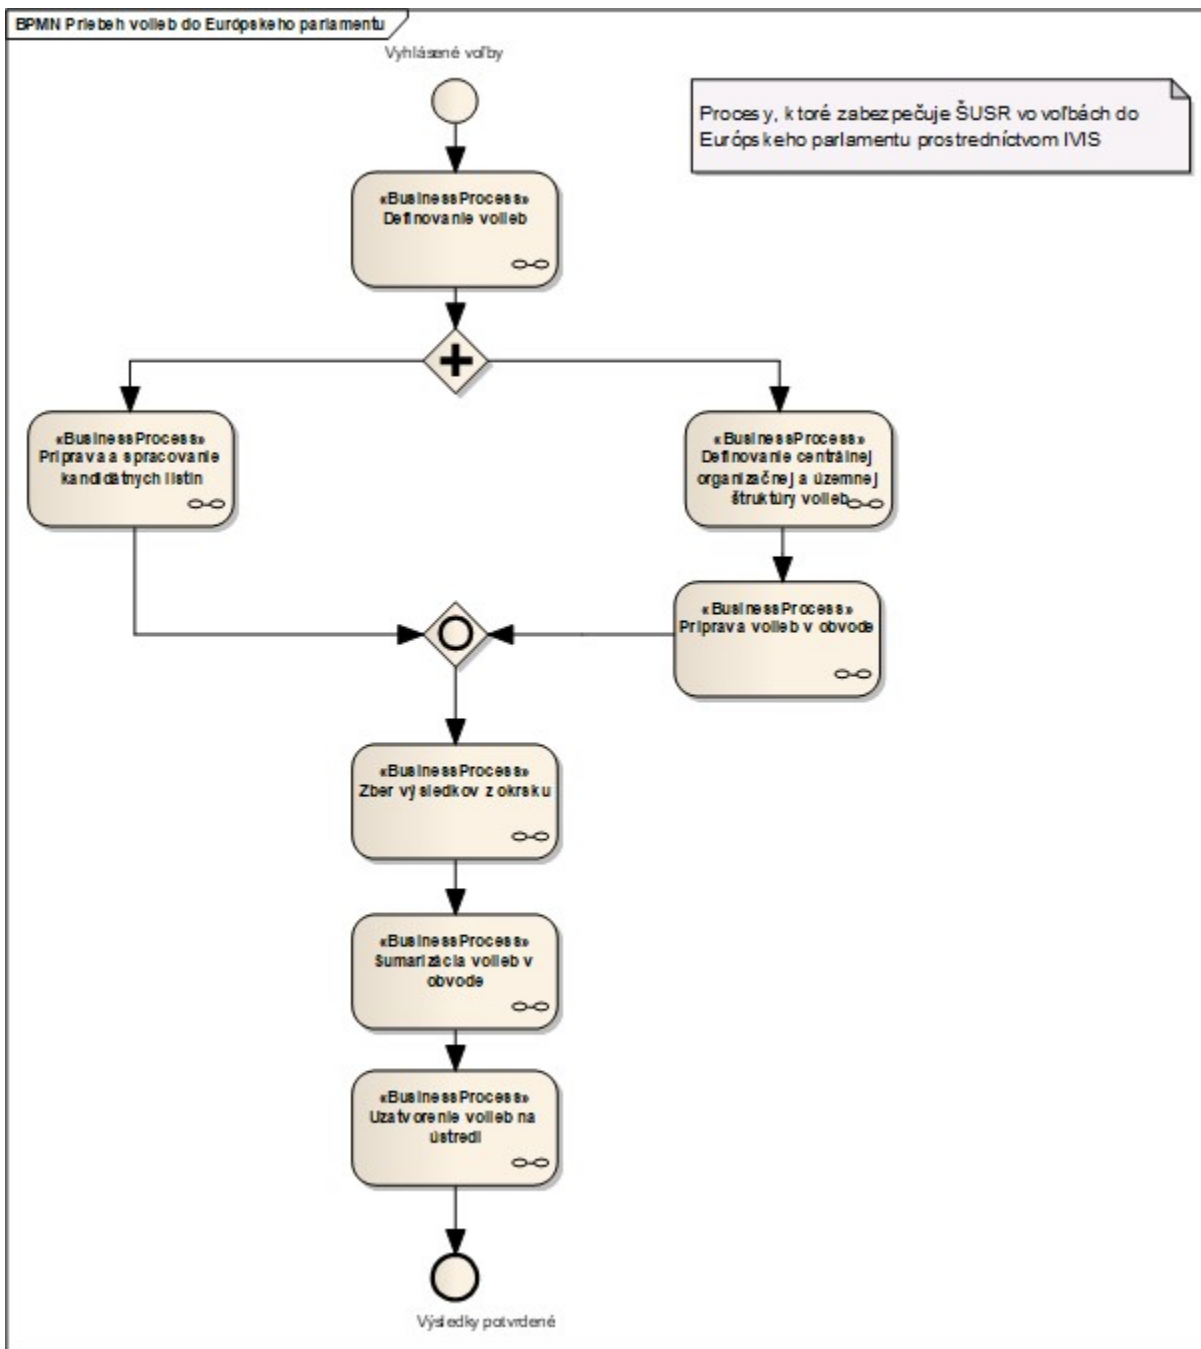 BPMN Priebeh volieb do Európskeho parlamentu
Vyhlásené voľby
Procesy, ktoré zabezpečuje ŠUSR vo voľbách do
Európskeho parlamentu prostredníctvom IVIS
«BusinessProcess»
Definovanie volieb
«BusinessProcess»
Príprava a spracovanie
kandidátnych listín
«BusinessProcess»
Definovanie centrálnej
organizačnej a územnej
štruktúry volieb
«BusinessProcess»
Príprava volieb v obvode
«BusinessProcess»
Zber výsledkov z okrsku
«BusinessProcess»
Sumarizácia volieb v
obvode
«BusinessProcess»
Uzatvorenie volieb na
ústredí
Výsledky potvrdené